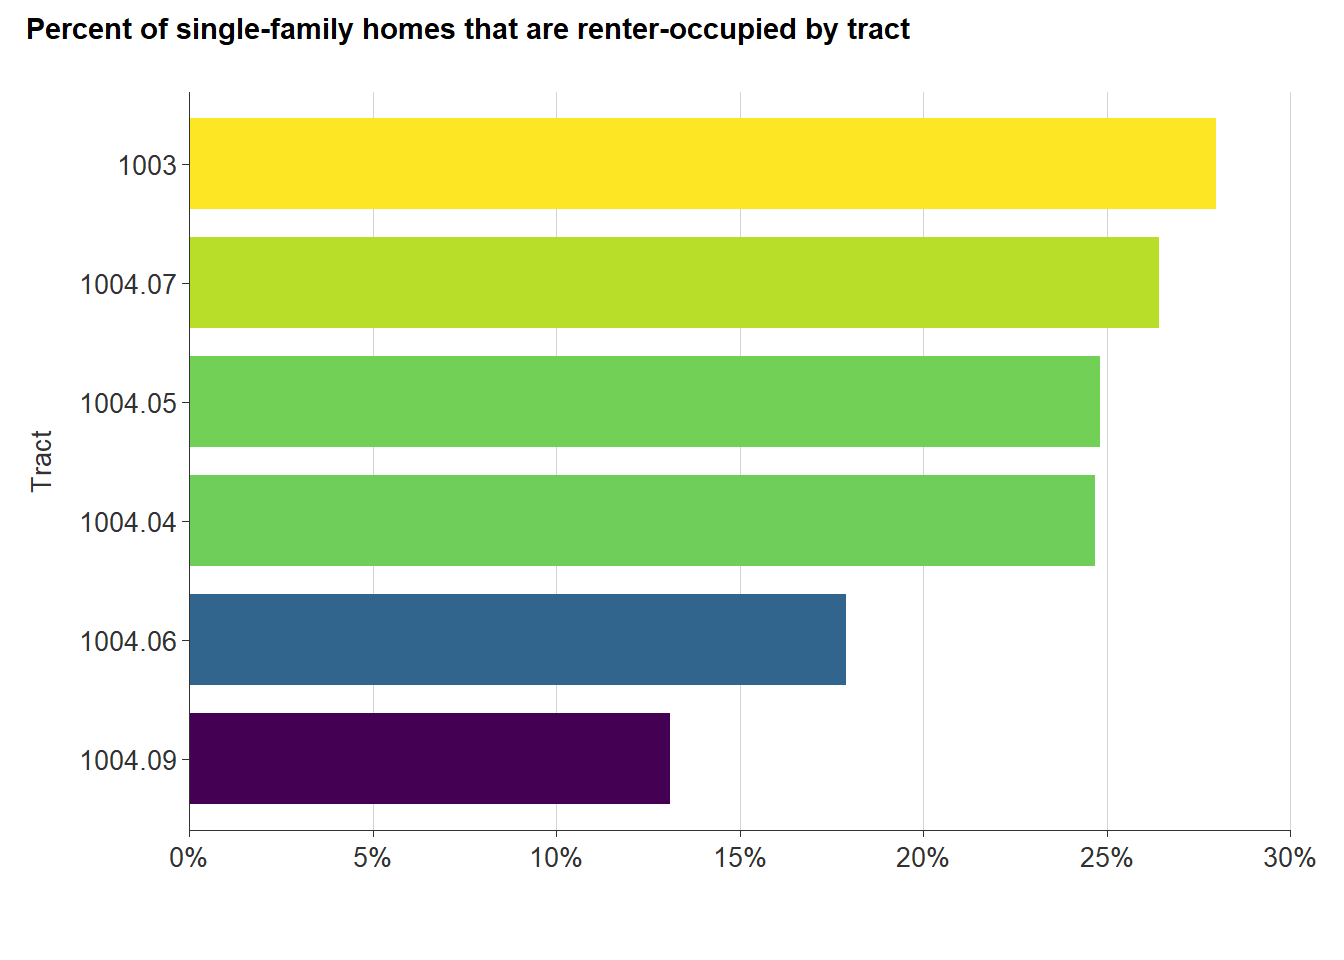 Percent of single-family homes that are renter-occupied by tract
1003
1004.07
1004.05
Tract
1004.04
1004.06
1004.09
0% 5% 10% 15% 20% 25% 30%